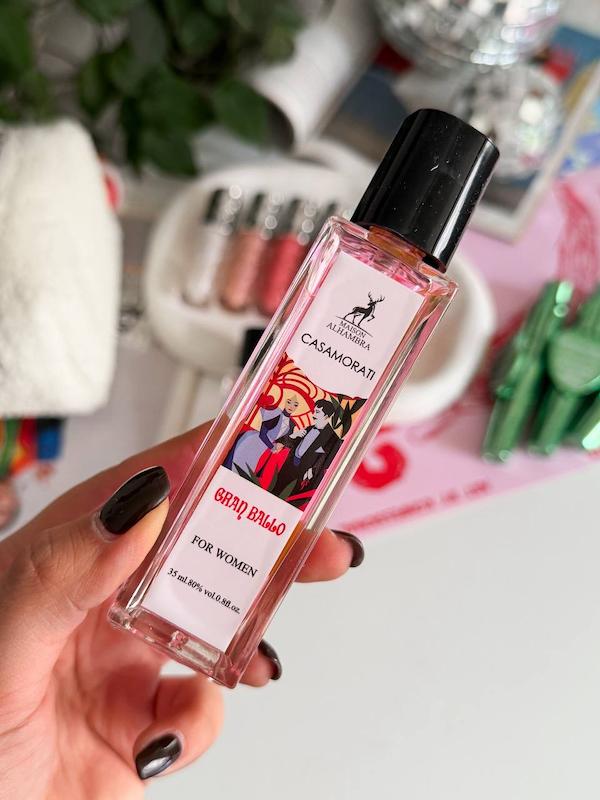 MAISON
ALHAMBRA
CASAMORATI
GRAN BALLO
FOR WOMEN
35 ml.80% vol.0.8fl.oz.